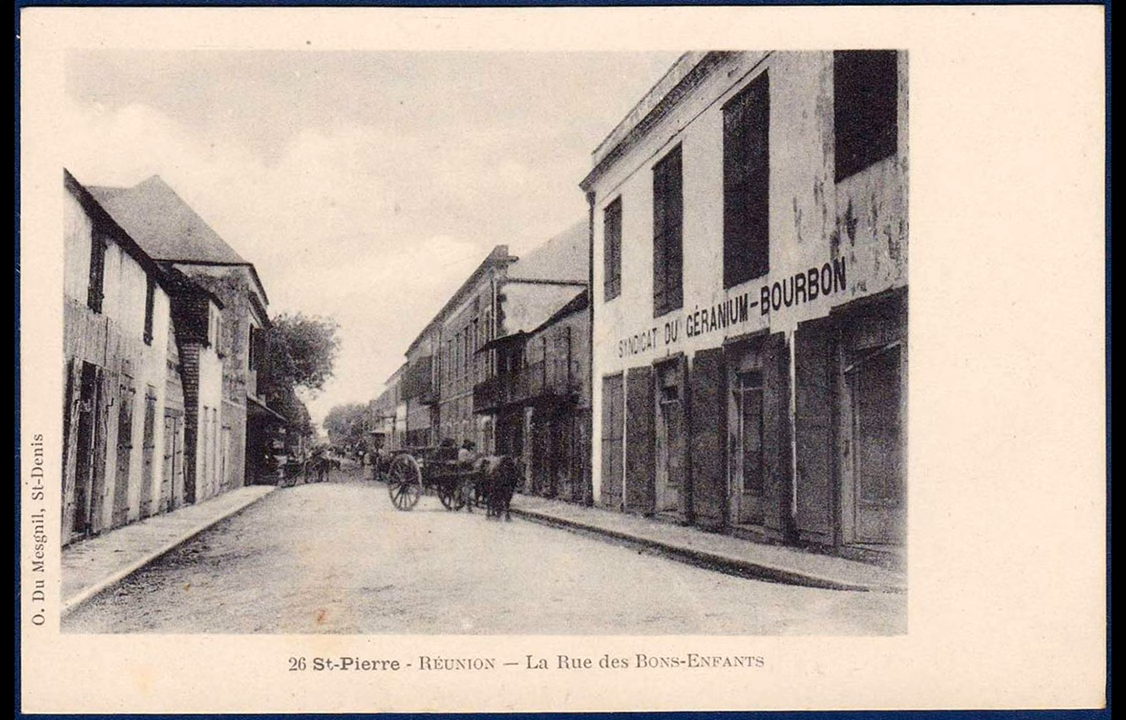 SYNDICAT DU GÉRANIUM-BOURBON
O. Du Mesgnil, St-Denis
26 St-Pierre - RÉUNION — La Rue des BONS-ENFANTS